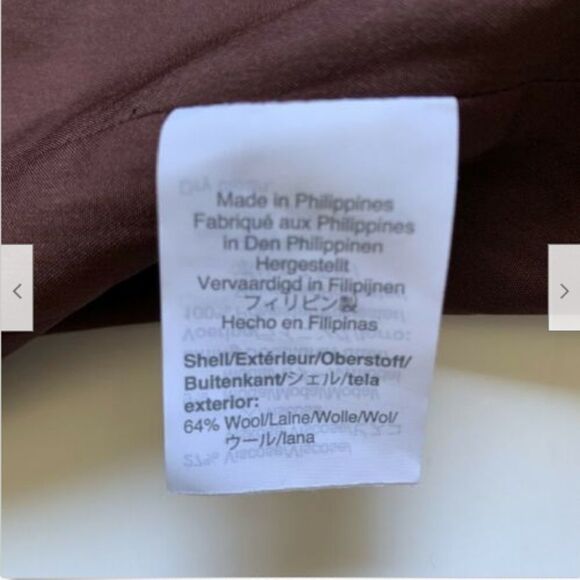 Made in Philippines
Fabriqué aux Philippines
in Den Philippinen
Hergestellt
Vervaardigd in Filipijnen
フィリピン製
Hecho en Filipinas
Shell/Extérieur/Oberstoff/
Buitenkant/シェル/tela
exterior:
64% Wool/Laine/Wolle/Wol/
ウール/lana